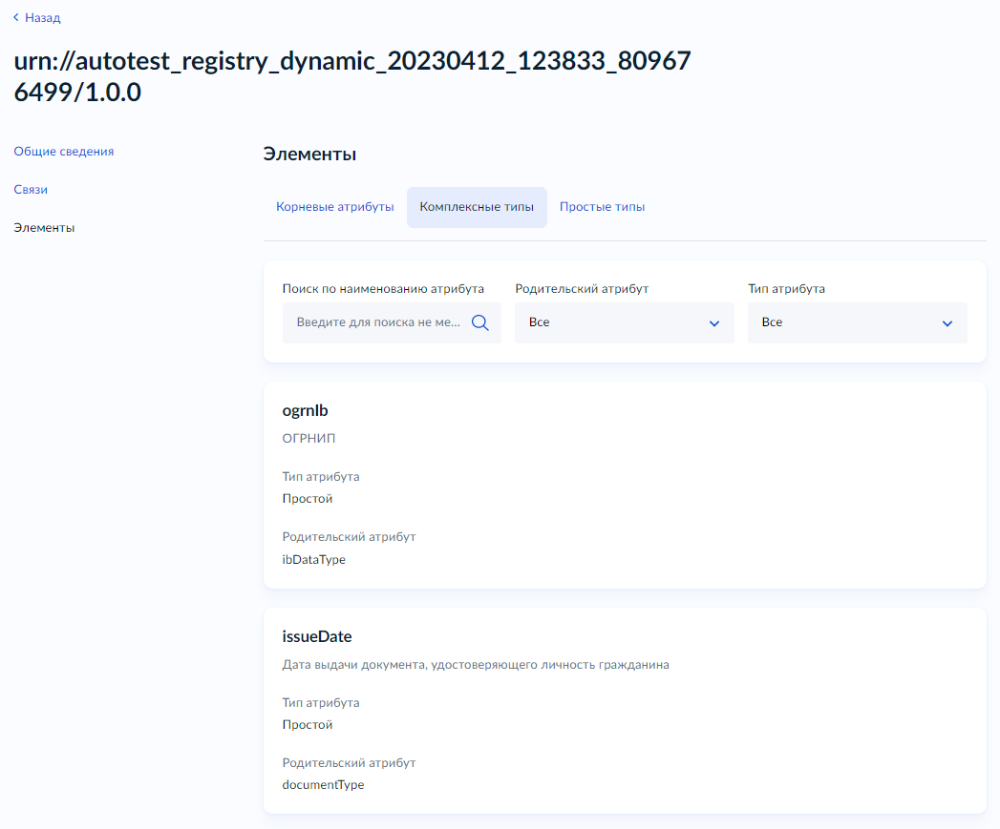 Назад
urn://autotest_registry_dynamic_20230412_123833_80967
6499/1.0.0
Общие сведения
Связи
Элементы
Элементы
Корневые атрибуты Комплексные типы Простые типы
Поиск по наименованию атрибута Родительский атрибут Тип атрибута
Введите для поиска не ме... Все Все
ogrnIb
ОГРНИП
Тип атрибута
Простой
Родительский атрибут
ibDataType
issueDate
Дата выдачи документа, удостоверяющего личность гражданина
Тип атрибута
Простой
Родительский атрибут
documentType